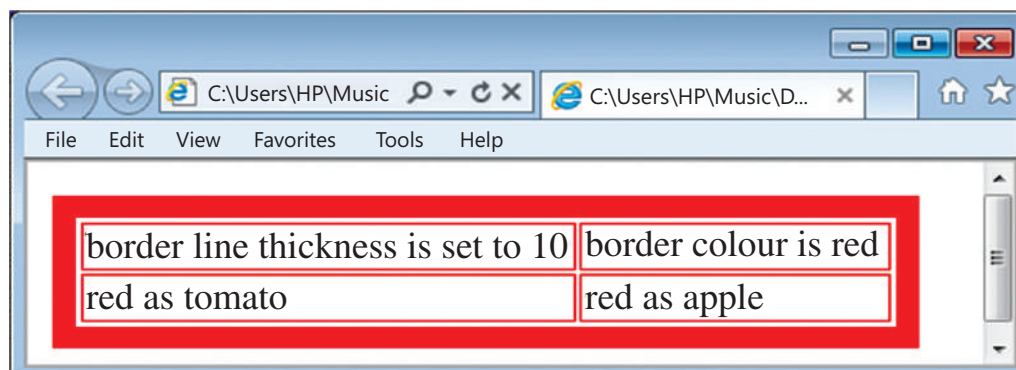 C:\Users\HP\Music C:\Users\HP\Music\D...
File Edit View Favorites Tools Help
border line thickness is set to 10 border colour is red
red as tomato red as apple